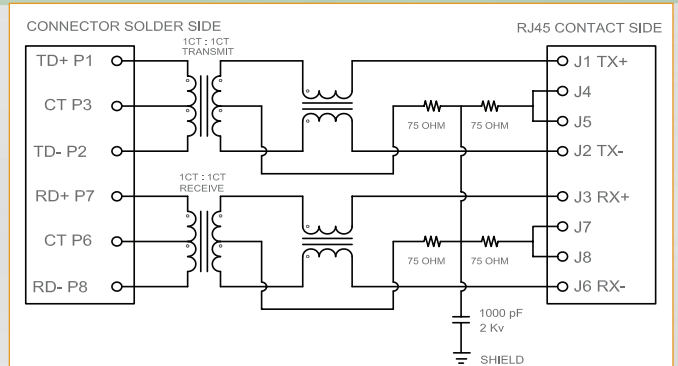 CONNECTOR SOLDER SIDE
RJ45 CONTACT SIDE
1CT : 1CT
TRANSMIT
TD+ P1
J1 TX+
J4
CT P3
75 OHM
75 OHM
J5
TD- P2
J2 TX-
1CT : 1CT
RECEIVE
RD+ P7
J3 RX+
J7
CT P6
75 OHM
75 OHM
J8
RD- P8
J6 RX-
1000 pF
2 Kv
SHIELD